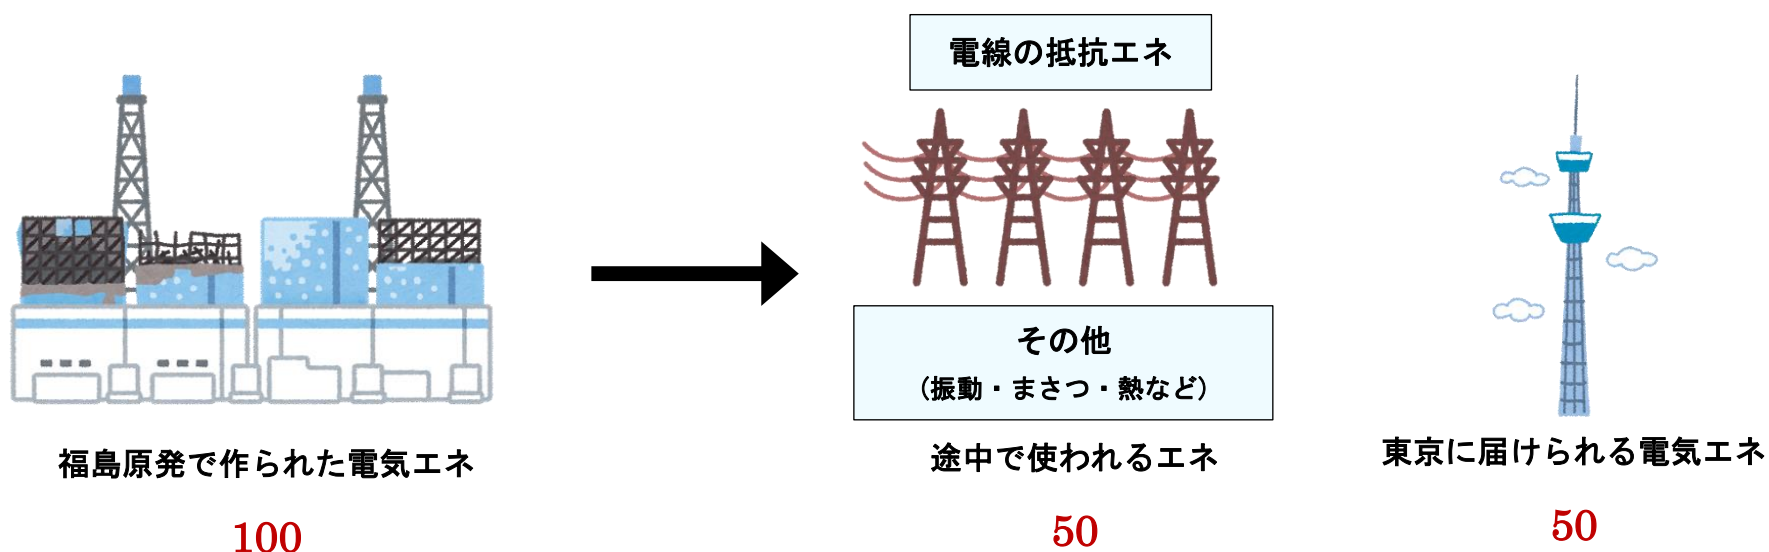 電線の抵抗エネ
その他
（振動・まさつ・熱など）
福島原発で作られた電気エネ
途中で使われるエネ
東京に届けられる電気エネ
100
50
50